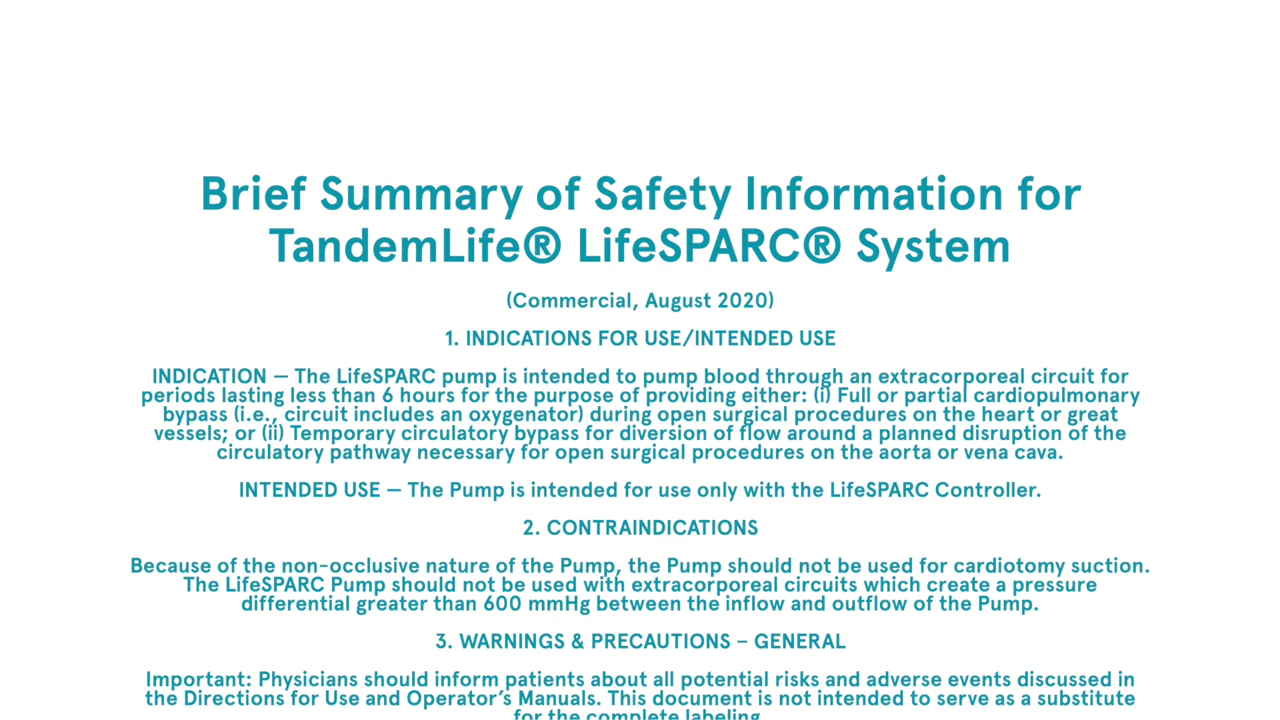 Brief Summary of Safety Information for
TandemLife® LifeSPARC® System
(Commercial, August 2020)
1. INDICATIONS FOR USE/INTENDED USE
INDICATION — The LifeSPARC pump is intended to pump blood through an extracorporeal circuit for
periods lasting less than 6 hours for the purpose of providing either: (i) Full or partial cardiopulmonary
bypass (i.e., circuit includes an oxygenator) during open surgical procedures on the heart or great
vessels; or (ii) Temporary circulatory bypass for diversion of flow around a planned disruption of the
circulatory pathway necessary for open surgical procedures on the aorta or vena cava.
INTENDED USE — The Pump is intended for use only with the LifeSPARC Controller.
2. CONTRAINDICATIONS
Because of the non-occlusive nature of the Pump, the Pump should not be used for cardiotomy suction.
The LifeSPARC Pump should not be used with extracorporeal circuits which create a pressure
differential greater than 600 mmHg between the inflow and outflow of the Pump.
3. WARNINGS & PRECAUTIONS – GENERAL
Important: Physicians should inform patients about all potential risks and adverse events discussed in
the Directions for Use and Operator’s Manuals. This document is not intended to serve as a substitute
for the complete labeling.